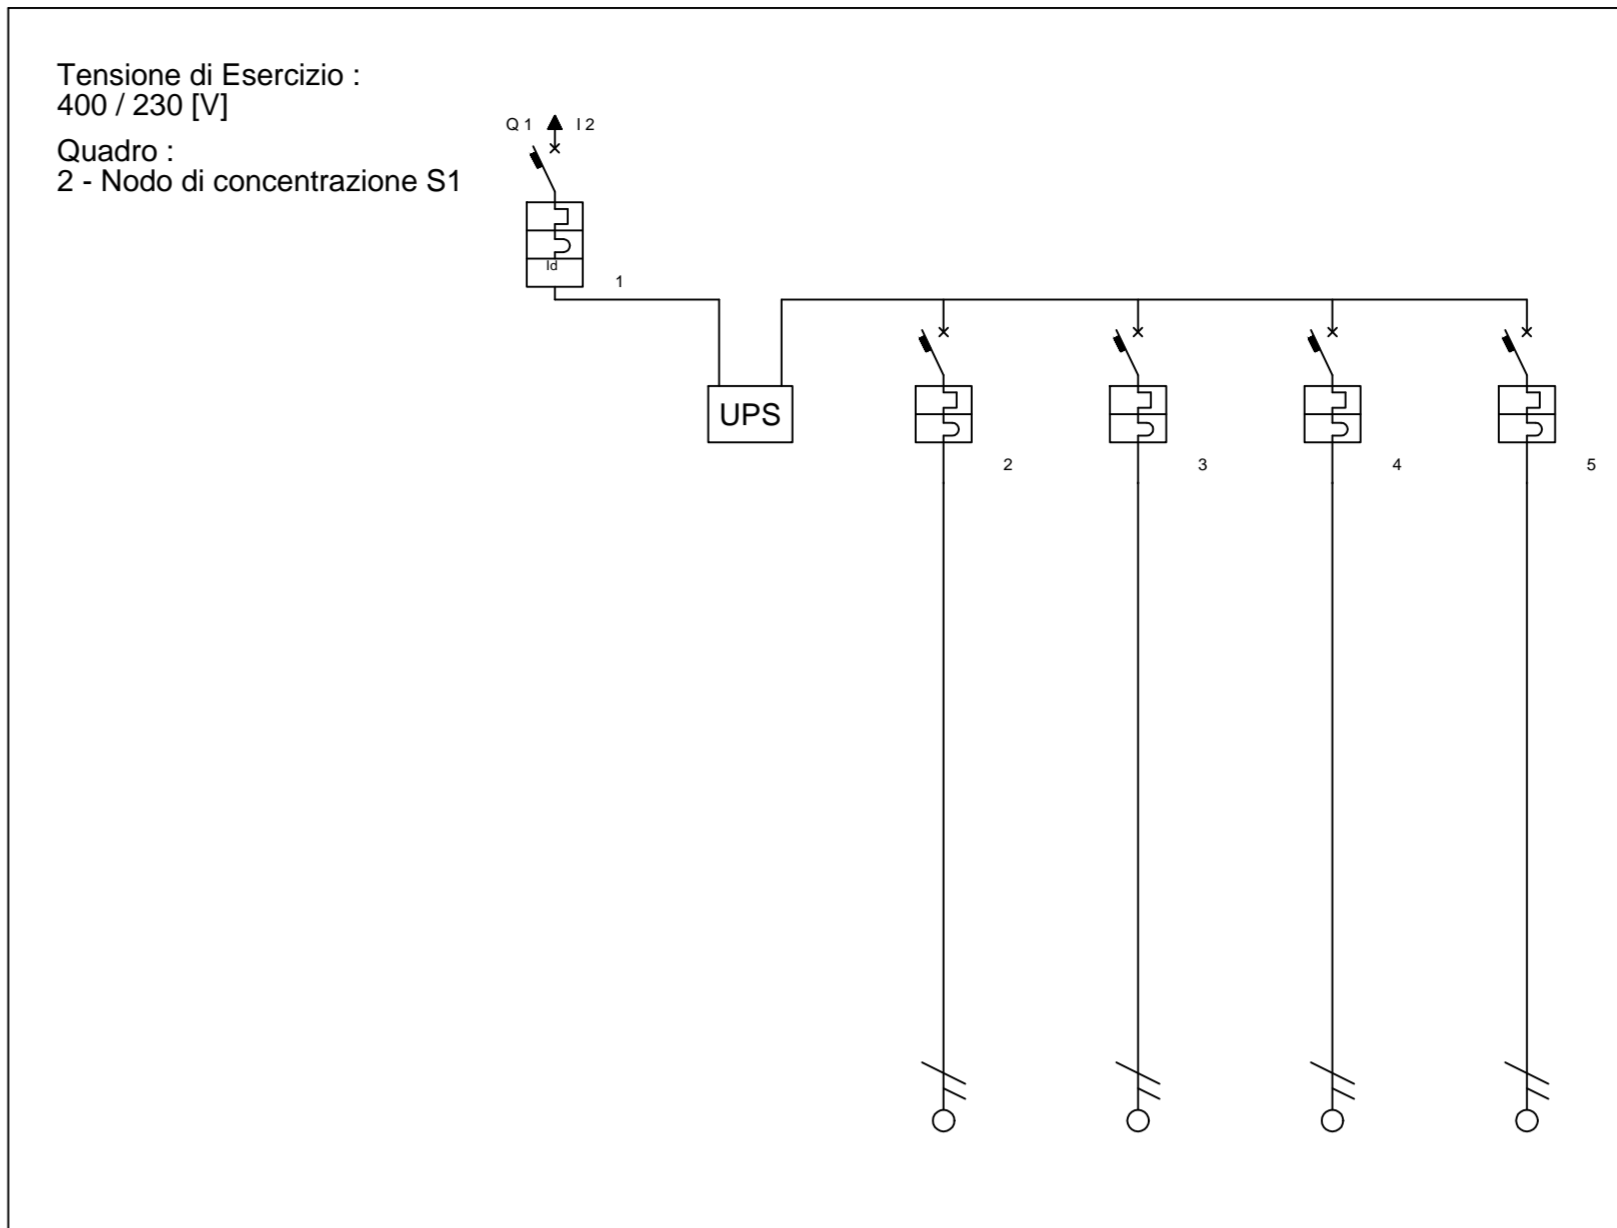 Tensione di Esercizio :
400 / 230 [V]
Quadro :
2 - Nodo di concentrazione S1
Q 1 I 2
Id
1
UPS
2 3 4 5